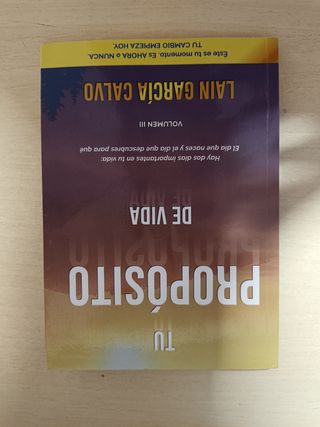 TU
PROPÓSITO
DE VIDA
Hay dos días importantes en tu vida:
El día que naces y el día que descubres para qué
VOLUMEN III
LAIN GARCÍA CALVO
Este es tu momento. Es AHORA o NUNCA.
TU CAMBIO EMPIEZA HOY.